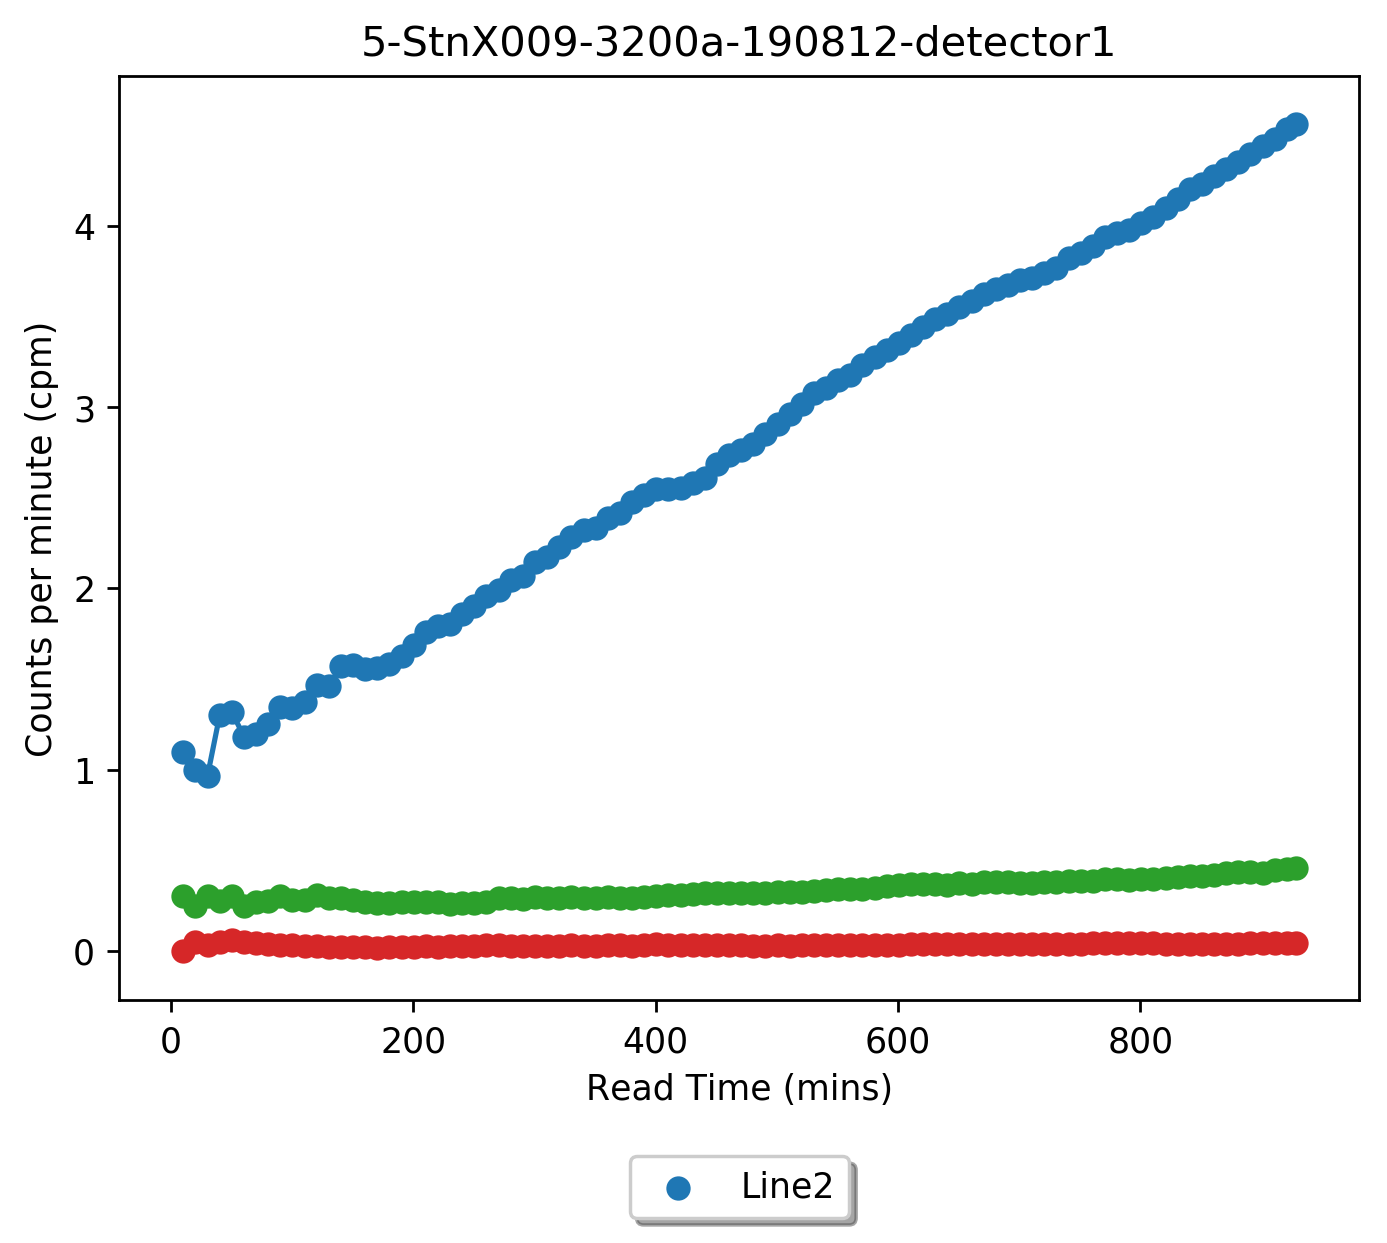 5-StnX009-3200a-190812-detector1
Counts per minute (cpm)
4
3
2
1
0
0 200 400 600 800
Read Time (mins)
Line2